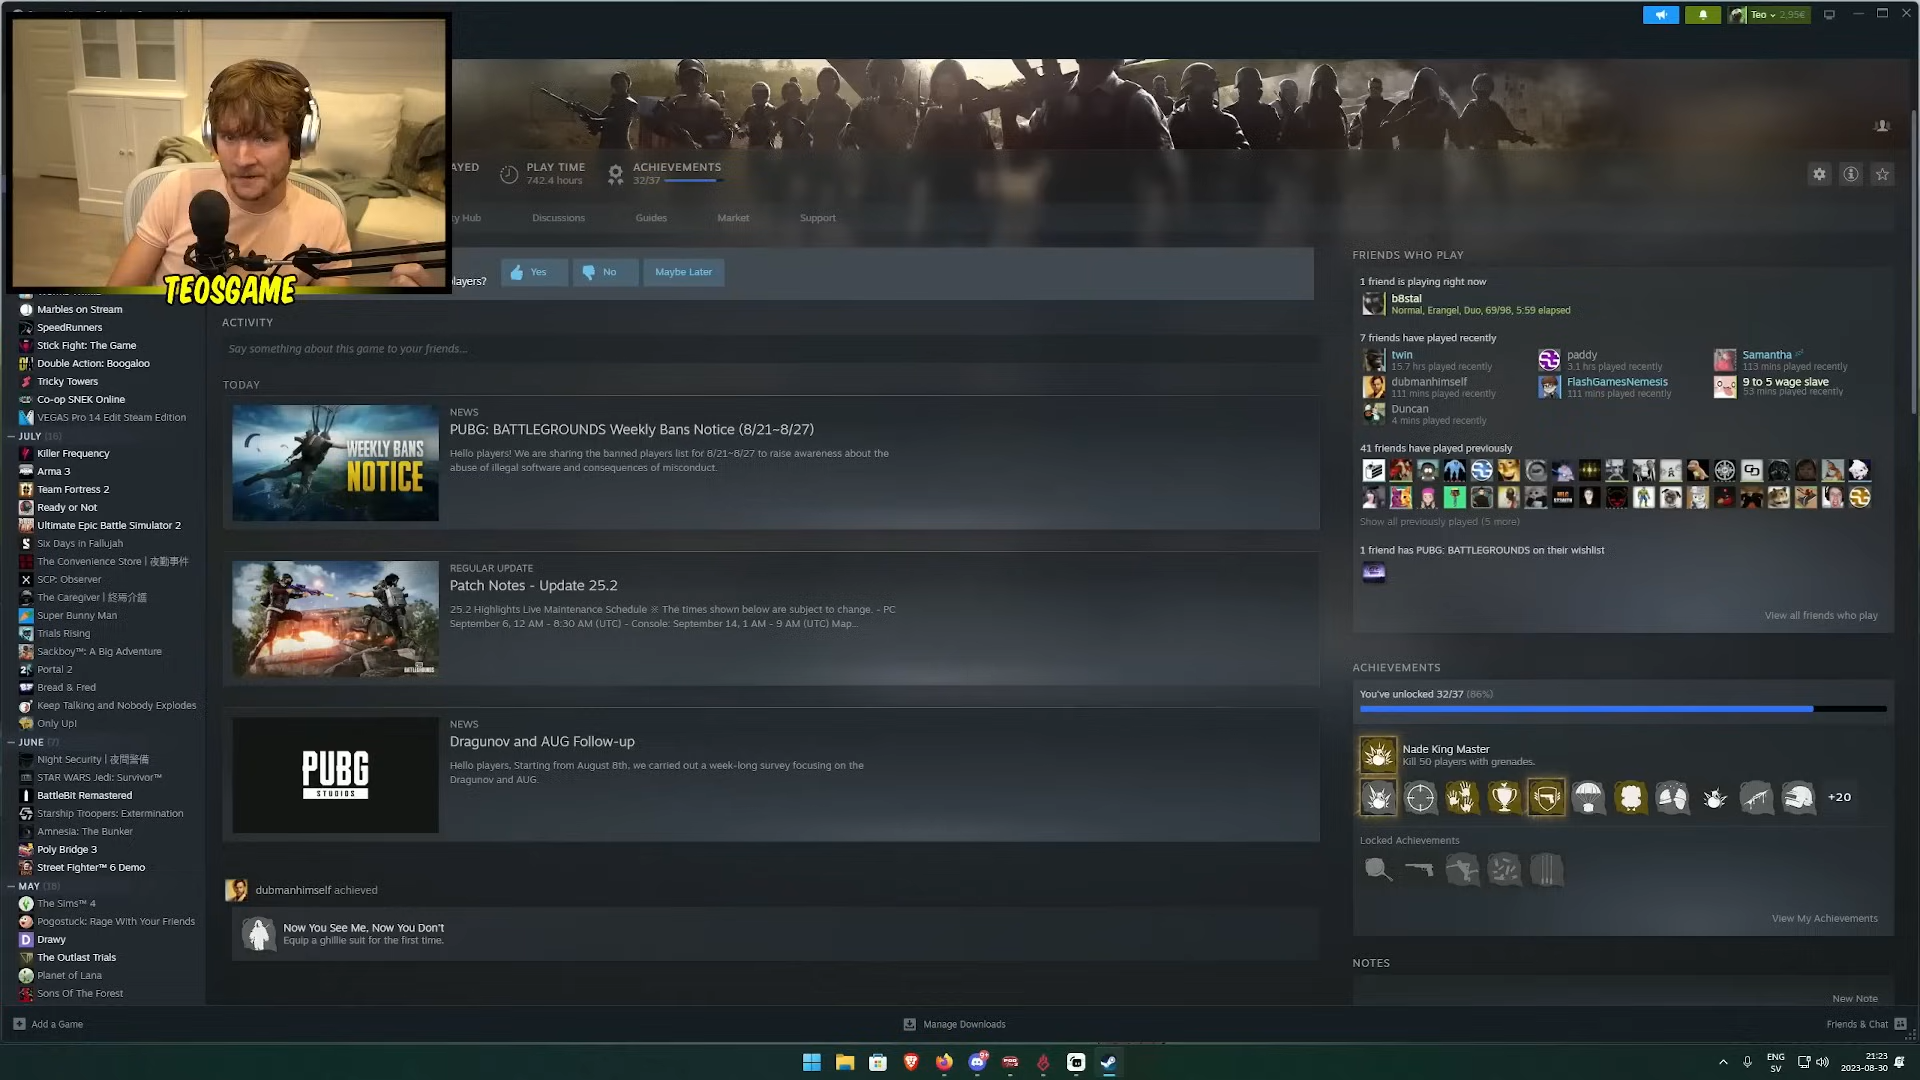 Teo
2,95€
TEOSGAME
AYED
PLAY TIME
742.4 hours
ACHIEVEMENTS
32/37
y Hub
Discussions
Guides
Market
Support
layers?
Yes
No
Maybe Later
Marbles on Stream
SpeedRunners
Stick Fight: The Game
Double Action: Boogaloo
Tricky Towers
Co-op SNEK Online
VEGAS Pro 14 Edit Steam Edition
JULY (16)
Killer Frequency
Arma 3
Team Fortress 2
Ready or Not
Ultimate Epic Battle Simulator 2
Six Days in Fallujah
The Convenience Store | 夜勤事件
SCP: Observer
The Caregiver | 終焉介護
Super Bunny Man
Trials Rising
Sackboy™: A Big Adventure
Portal 2
Bread & Fred
Keep Talking and Nobody Explodes
Only Up!
JUNE (7)
Night Security | 夜間警備
STAR WARS Jedi: Survivor™
BattleBit Remastered
Starship Troopers: Extermination
Amnesia: The Bunker
Poly Bridge 3
Street Fighter™ 6 Demo
MAY (18)
The Sims™ 4
Pogostuck: Rage With Your Friends
Drawy
The Outlast Trials
Planet of Lana
Sons Of The Forest
Add a Game
ACTIVITY
Say something about this game to your friends...
TODAY
WEEKLY BANS
NOTICE
NEWS
PUBG: BATTLEGROUNDS Weekly Bans Notice (8/21~8/27)
Hello players! We are sharing the banned players list for 8/21~8/27 to raise awareness about the
abuse of illegal software and consequences of misconduct.
REGULAR UPDATE
Patch Notes - Update 25.2
25.2 Highlights Live Maintenance Schedule ※ The times shown below are subject to change. - PC
September 6, 12 AM - 8:30 AM (UTC) - Console: September 14, 1 AM - 9 AM (UTC) Map...
PUBG
STUDIOS
NEWS
Dragunov and AUG Follow-up
Hello players, Starting from August 8th, we carried out a week-long survey focusing on the
Dragunov and AUG.
dubmanhimself achieved
Now You See Me, Now You Don't
Equip a ghillie suit for the first time.
FRIENDS WHO PLAY
1 friend is playing right now
b8stal
Normal, Erangel, Duo, 69/98, 5:59 elapsed
7 friends have played recently
twin
15.7 hrs played recently
paddy
3.1 hrs played recently
Samantha
113 mins played recently
dubmanhimself
111 mins played recently
FlashGamesNemesis
111 mins played recently
9 to 5 wage slave
53 mins played recently
Duncan
4 mins played recently
41 friends have played previously
Show all previously played (5 more)
1 friend has PUBG: BATTLEGROUNDS on their wishlist
View all friends who play
ACHIEVEMENTS
You've unlocked 32/37 (86%)
Nade King Master
Kill 50 players with grenades.
+20
Locked Achievements
View My Achievements
NOTES
New Note
Manage Downloads
Friends & Chat
ENG
SV
21:23
2023-08-30